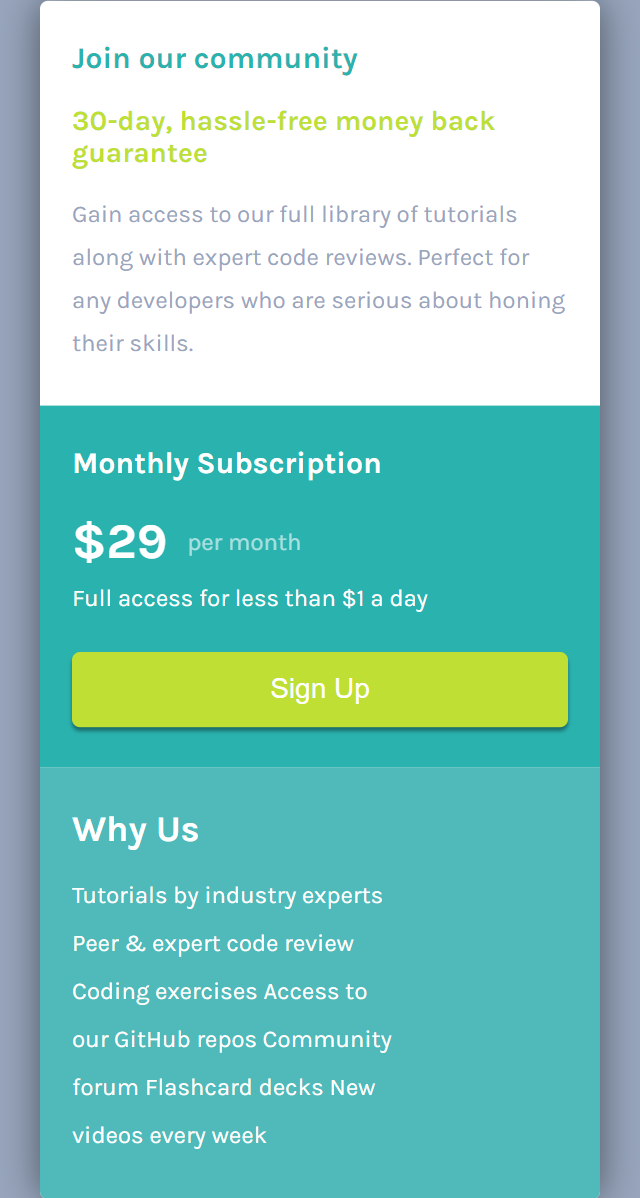 Join our community
30-day, hassle-free money back
guarantee
Gain access to our full library of tutorials
along with expert code reviews. Perfect for
any developers who are serious about honing
their skills.
Monthly Subscription
$29 per month
Full access for less than $1 a day
Sign Up
Why Us
Tutorials by industry experts
Peer & expert code review
Coding exercises Access to
our GitHub repos Community
forum Flashcard decks New
videos every week